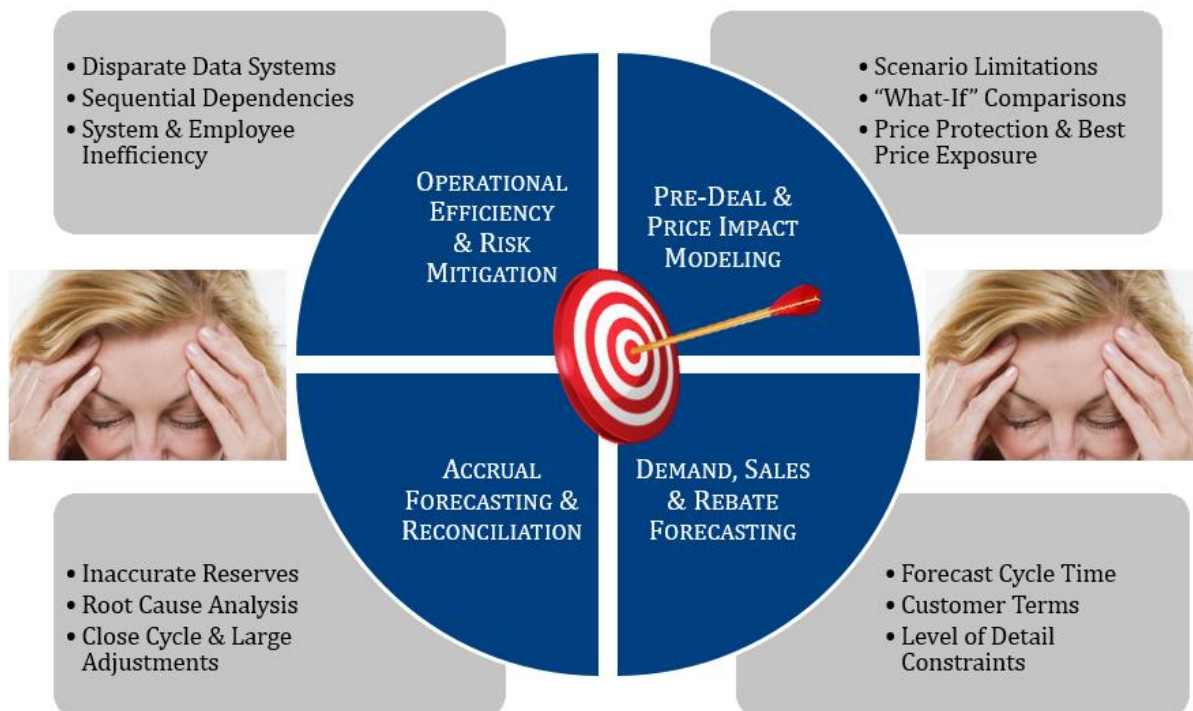 • Disparate Data Systems
• Sequential Dependencies
• System & Employee
Inefficiency
• Scenario Limitations
• “What-If” Comparisons
• Price Protection & Best
Price Exposure
OPERATIONAL
EFFICIENCY
& RISK
MITIGATION
PRE-DEAL &
PRICE IMPACT
MODELING
ACCRUAL
FORECASTING &
RECONCILIATION
DEMAND, SALES
& REBATE
FORECASTING
• Inaccurate Reserves
• Root Cause Analysis
• Close Cycle & Large
Adjustments
• Forecast Cycle Time
• Customer Terms
• Level of Detail
Constraints